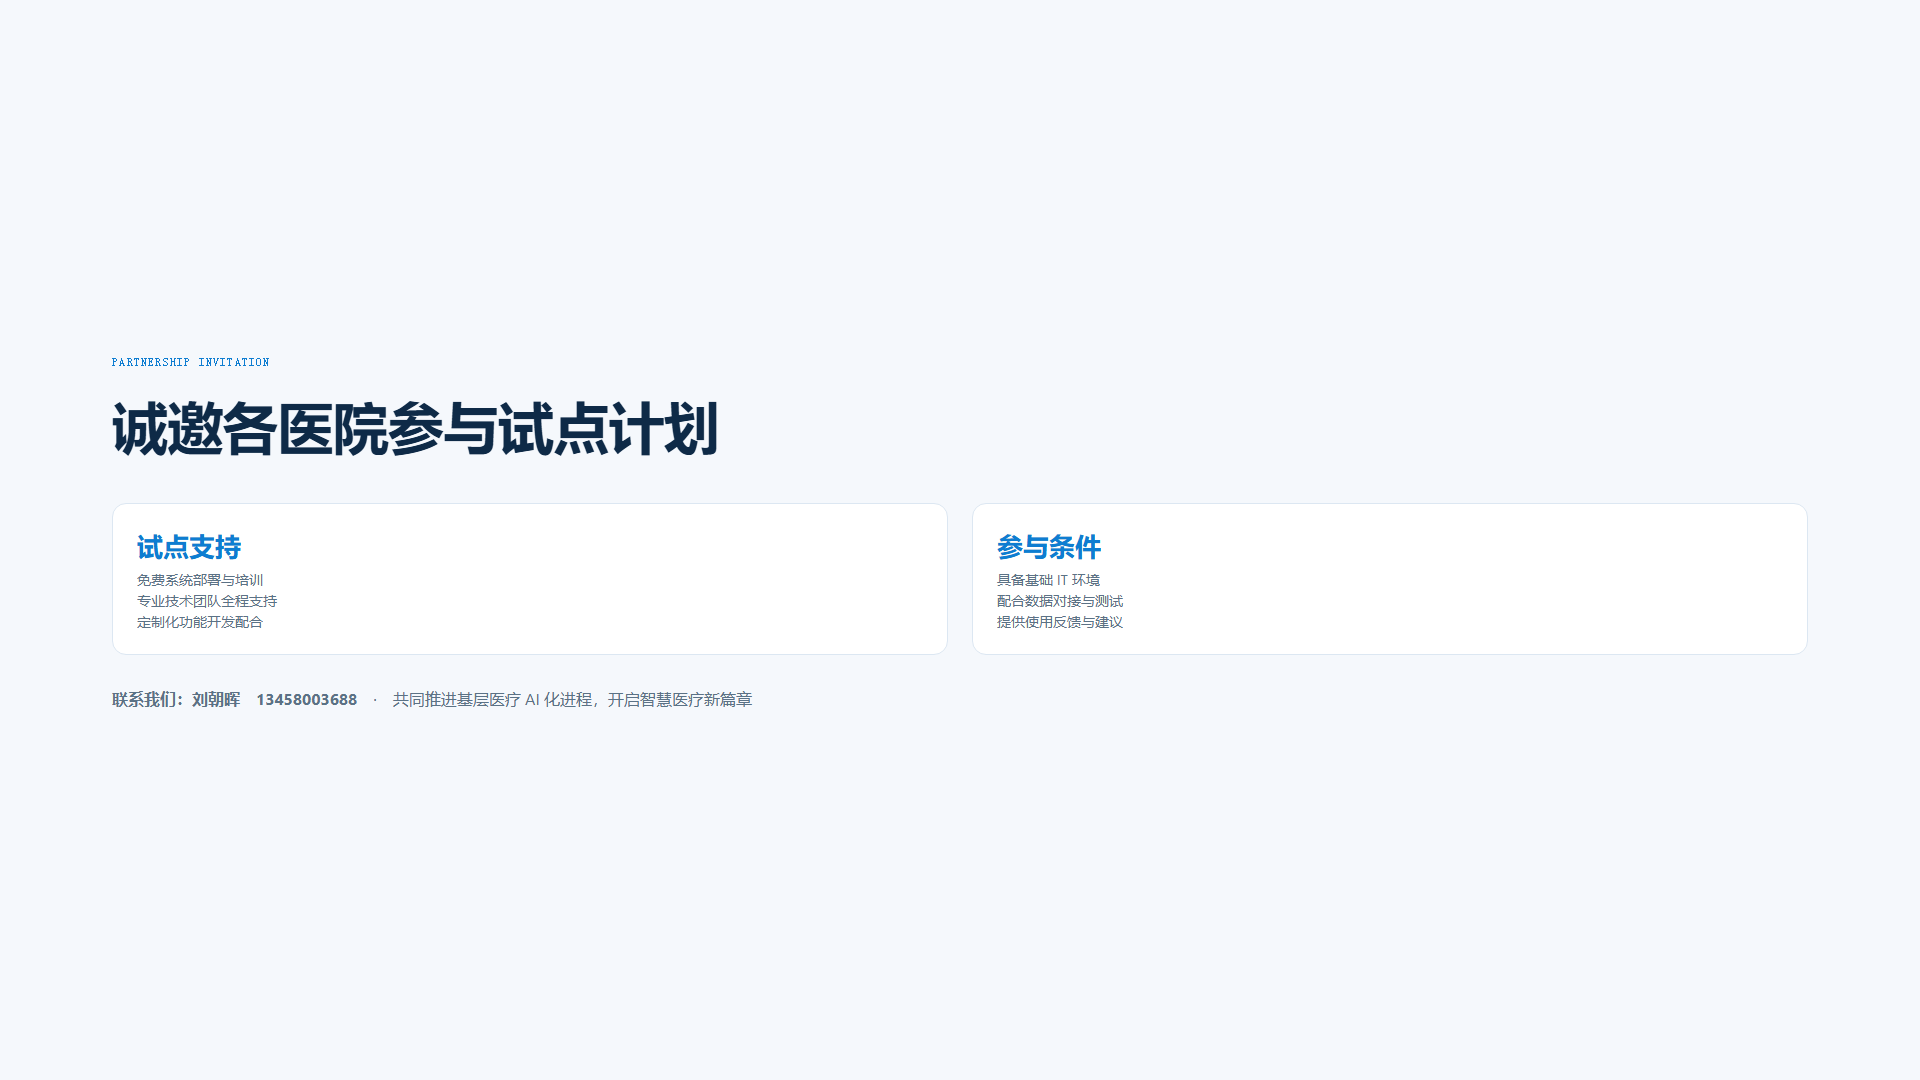 PARTNERSHIP INVITATION
诚邀各医院参与试点计划
试点支持
免费系统部署与培训
专业技术团队全程支持
定制化功能开发配合
参与条件
具备基础 IT 环境
配合数据对接与测试
提供使用反馈与建议
联系我们：刘朝晖 13458003688 · 共同推进基层医疗 AI 化进程，开启智慧医疗新篇章